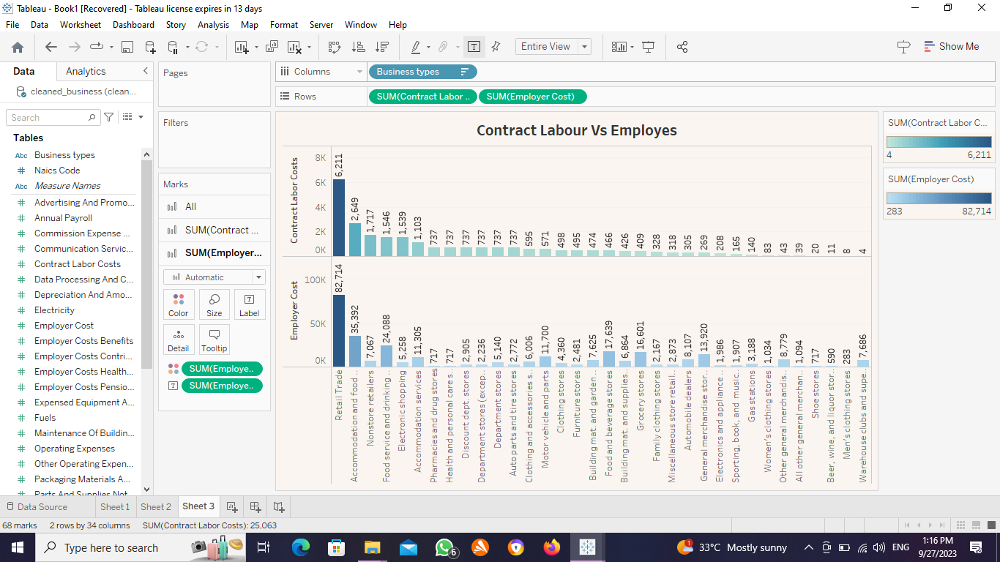 Tableau - Book1 [Recovered] - Tableau license expires in 13 days
File Data Worksheet Dashboard Story Analysis Map Format Server Window Help
Entire View
Show Me
Data Analytics
cleaned_business (clean...
Search
Tables
Abc Business types
# Naics Code
Abc Measure Names
# Advertising And Promo...
# Annual Payroll
# Commission Expense ...
# Communication Servic...
# Contract Labor Costs
# Data Processing And C...
# Depreciation And Amo...
# Electricity
# Employer Cost
# Employer Costs Benefits
# Employer Costs Contri...
# Employer Costs Health...
# Employer Costs Pensio...
# Expensed Equipment A...
# Fuels
# Maintenance Of Buildin...
# Operating Expenses
# Other Operating Expen...
# Packaging Materials A...
# Parts And Supplies Not
Pages
Filters
Marks
All
SUM(Contract ...
SUM(Employer...
Automatic
Color Size Label
Detail Tooltip
SUM(Employe..
SUM(Employe..
Columns Business types
Rows SUM(Contract Labor .. SUM(Employer Cost)
Contract Labour Vs Employes
Contract Labor Costs
8K
6K
4K
2K
0K
6,211 2,649 1,717 1,546 1,539 1,103 737 737 737 737 737 737 595 571 498 495 474 466 426 409 328 318 305 269 208 165 140 83 43 39 20 11 8 4
Employer Cost
100K
50K
0K
82,714 35,392 7,067 24,088 5,258 11,305 717 717 2,905 2,236 5,140 2,772 6,006 11,700 4,360 2,481 7,625 17,639 6,864 16,601 2,167 2,873 8,107 13,920 1,986 1,907 3,188 1,034 8,779 1,094 717 590 283 7,686
Retail Trade
Accommodation and food ..
Nonstore retailers
Food service and drinking ..
Electronic shopping
Accommodation services
Pharmacies and drug stores
Health and personal care s..
Discount dept. stores
Department stores (excep..
Department stores
Auto parts and tire stores
Clothing and accessories s..
Motor vehicle and parts
Clothing stores
Furniture stores
Building mat. and garden ..
Food and beverage stores
Building mat. and supplies..
Grocery stores
Family clothing stores
Miscellaneous store retail..
Automobile dealers
General merchandise stor..
Electronics and appliance ..
Sporting, book, and music..
Gas stations
Women's clothing stores
Other general merchandis..
All other general merchan..
Shoe stores
Beer, wine, and liquor stor..
Men's clothing stores
Warehouse clubs and supe..
SUM(Contract Labor C...
4 6,211
SUM(Employer Cost)
283 82,714
Data Source Sheet 1 Sheet 2 Sheet 3
68 marks 2 rows by 34 columns SUM(Contract Labor Costs): 25,063
Type here to search
6
1
33°C Mostly sunny
ENG
1:16 PM
9/27/2023